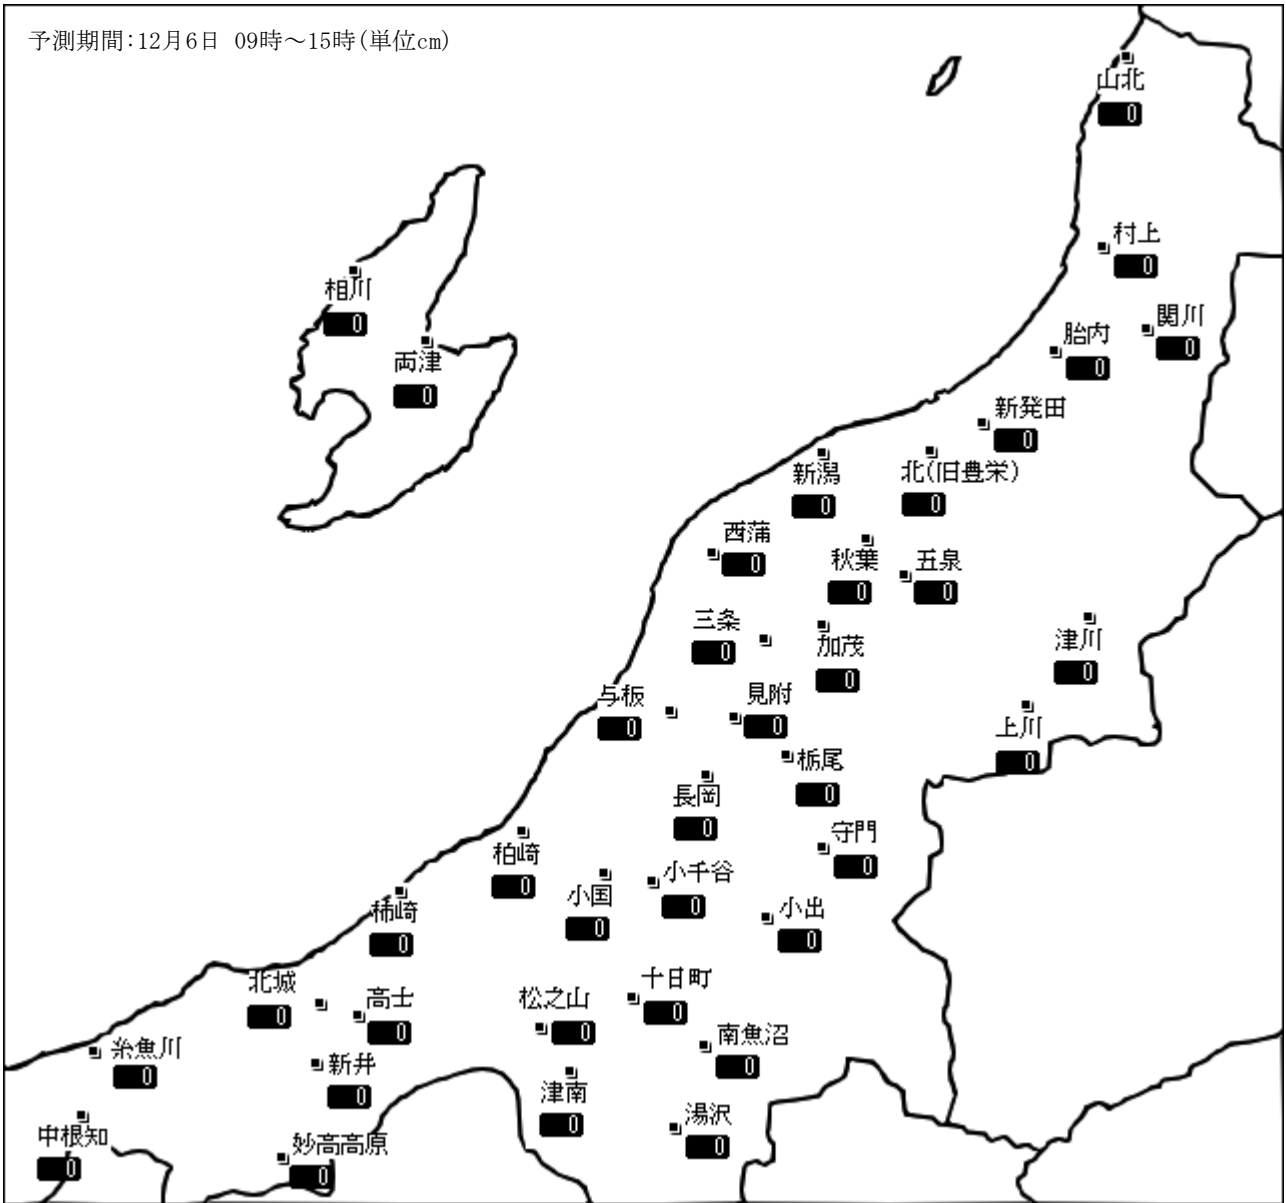 予測期間:12月6日 09時～15時(単位cm)
山北
0
村上
0
相川
0
関川
0
胎内
0
両津
0
新発田
0
新潟
0
北(旧豊栄)
0
西蒲
0
秋葉
0
五泉
0
三条
0
加茂
0
津川
0
与板
0
見附
0
上川
0
栃尾
0
長岡
0
守門
0
柏崎
0
小国
0
小千谷
0
小出
0
柿崎
0
北城
0
高士
0
松之山
0
十日町
0
南魚沼
0
糸魚川
0
新井
0
津南
0
湯沢
0
中根知
0
妙高高原
0